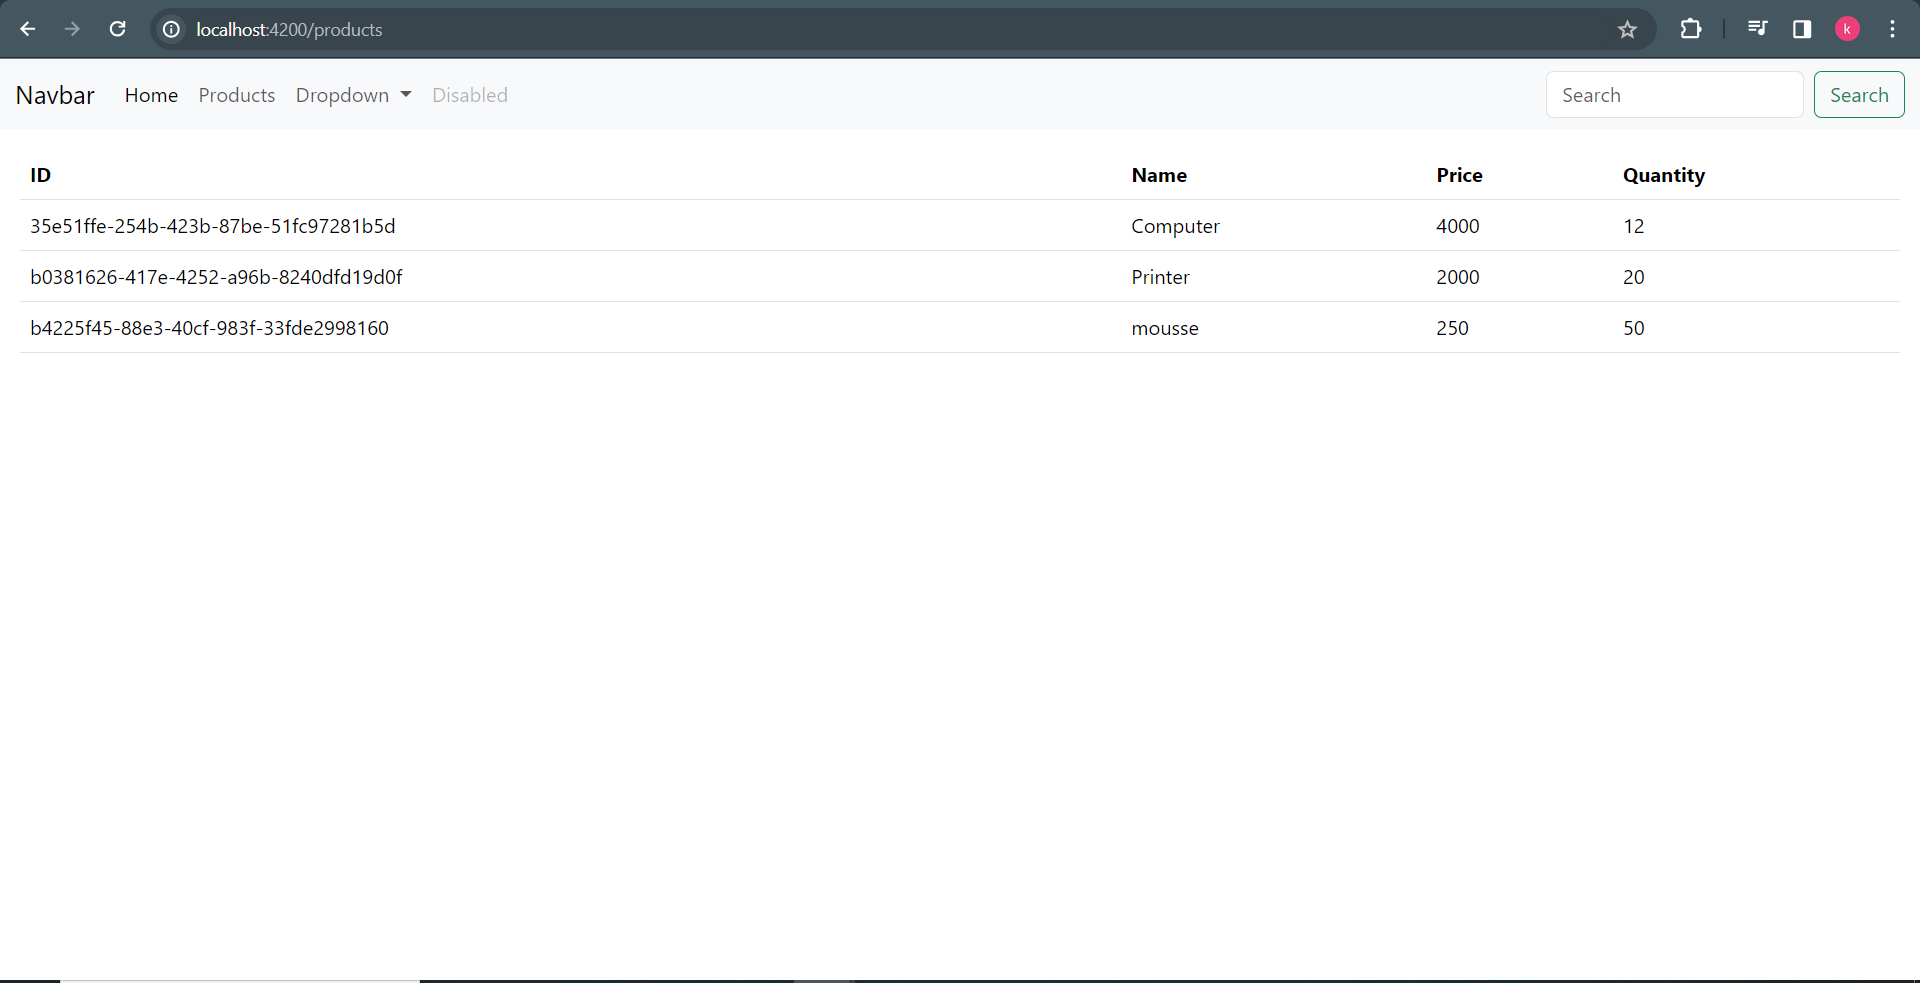 localhost:4200/products
k
Navbar Home Products Dropdown Disabled Search Search
ID Name Price Quantity
35e51ffe-254b-423b-87be-51fc97281b5d Computer 4000 12
b0381626-417e-4252-a96b-8240dfd19d0f Printer 2000 20
b4225f45-88e3-40cf-983f-33fde2998160 mousse 250 50